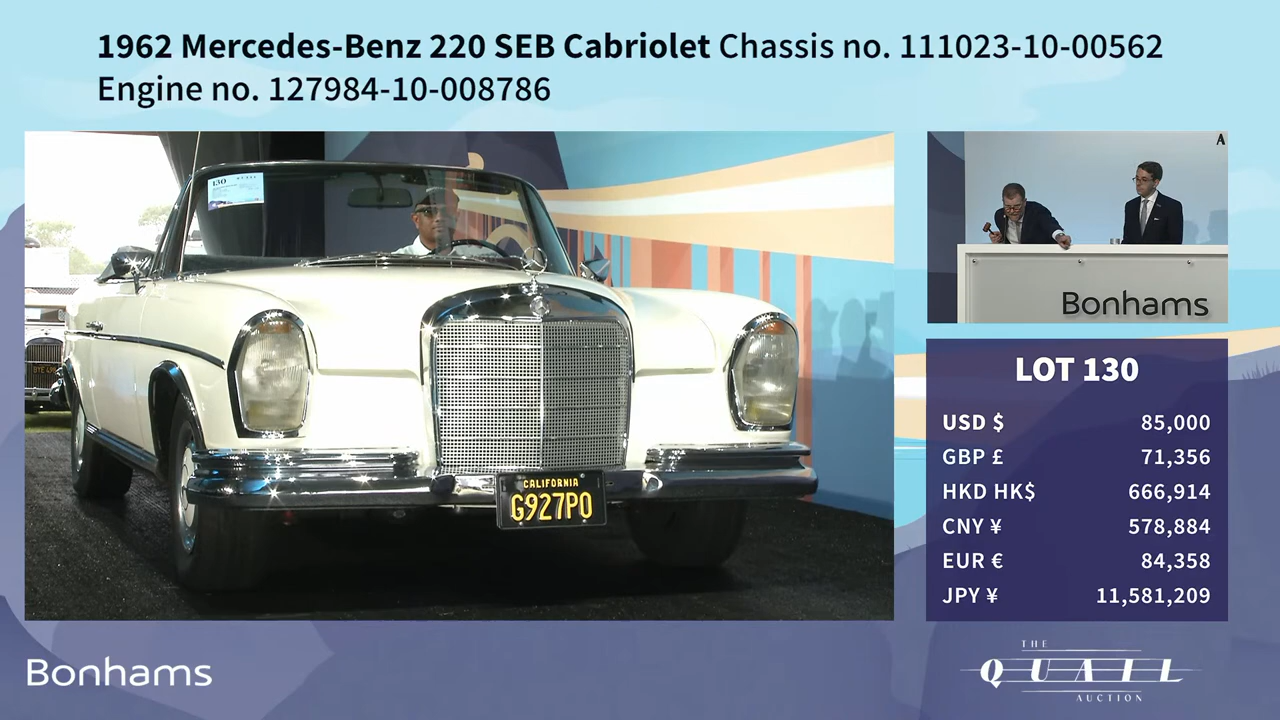 1962 Mercedes-Benz 220 SEB Cabriolet Chassis no. 111023-10-00562
Engine no. 127984-10-008786
A
130
Bonhams
BYE 496
CALIFORNIA
G927PO
LOT 130
USD $ 85,000
GBP £ 71,356
HKD HK$ 666,914
CNY ¥ 578,884
EUR € 84,358
JPY ¥ 11,581,209
Bonhams
THE
QUAIL
AUCTION